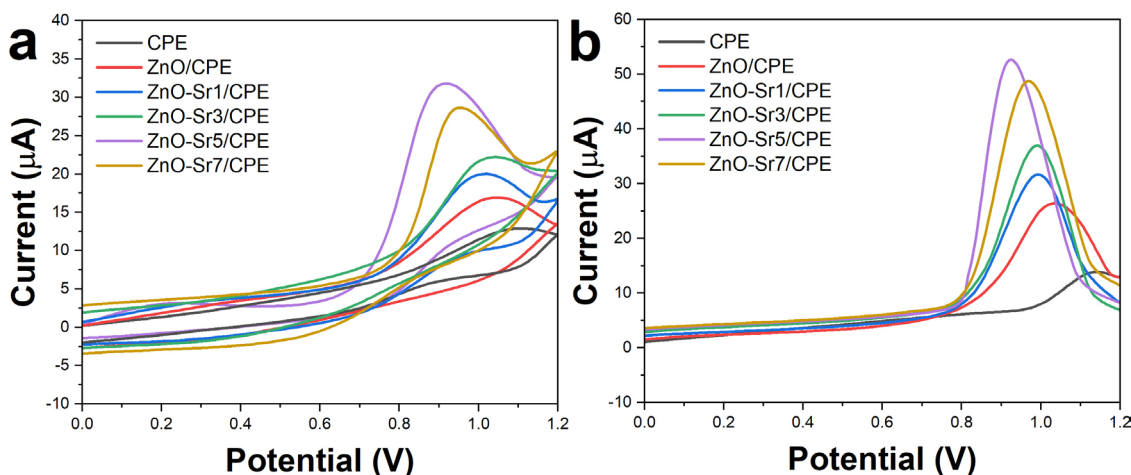 a
CPE
ZnO/CPE
ZnO-Sr1/CPE
ZnO-Sr3/CPE
ZnO-Sr5/CPE
ZnO-Sr7/CPE
Current (μA)
40
35
30
25
20
15
10
5
0
-5
-10
0.0 0.2 0.4 0.6 0.8 1.0 1.2
Potential (V)
b
CPE
ZnO/CPE
ZnO-Sr1/CPE
ZnO-Sr3/CPE
ZnO-Sr5/CPE
ZnO-Sr7/CPE
Current (μA)
60
50
40
30
20
10
0
-10
0.0 0.2 0.4 0.6 0.8 1.0 1.2
Potential (V)